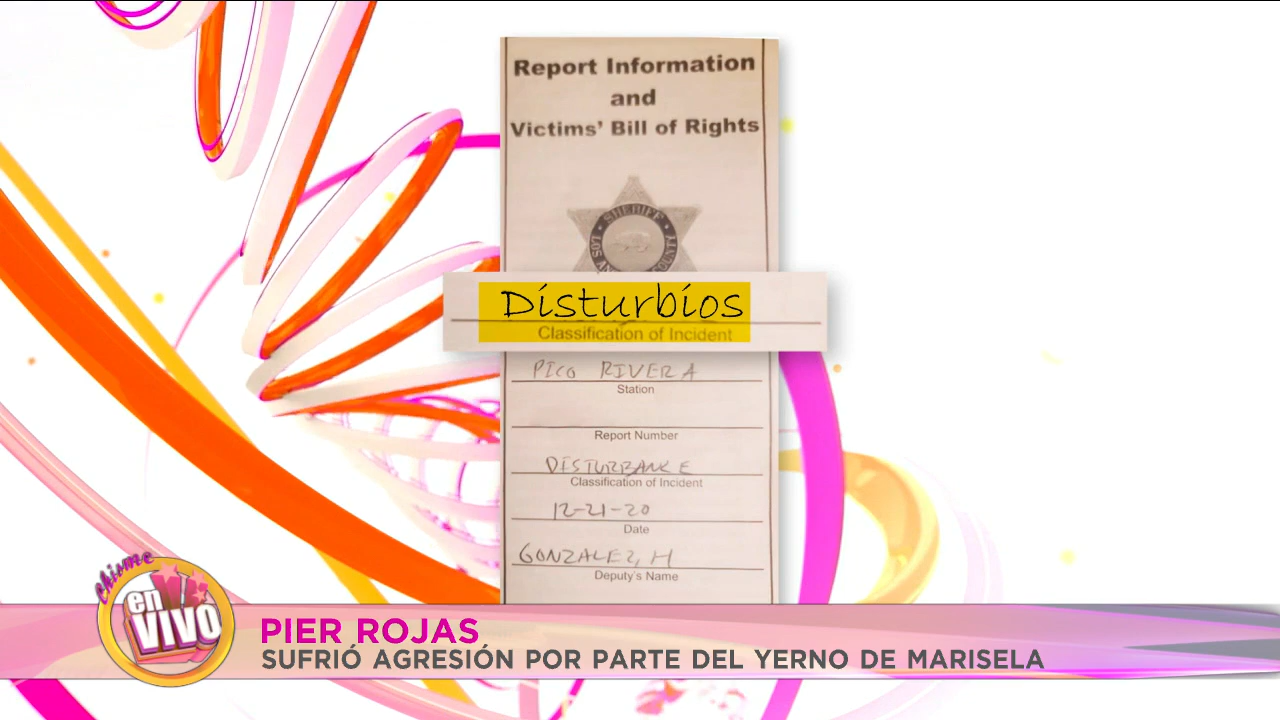 Report Information
and
Victims' Bill of Rights
SHERIFF
Disturbios
Classification of Incident
PICO RIVERA
Station
Report Number
DISTURBANCE
Classification of Incident
12-21-20
Date
GONZALEZ, H
Deputy's Name
chisme
en
VIVO
PIER ROJAS
SUFRIÓ AGRESIÓN POR PARTE DEL YERNO DE MARISELA